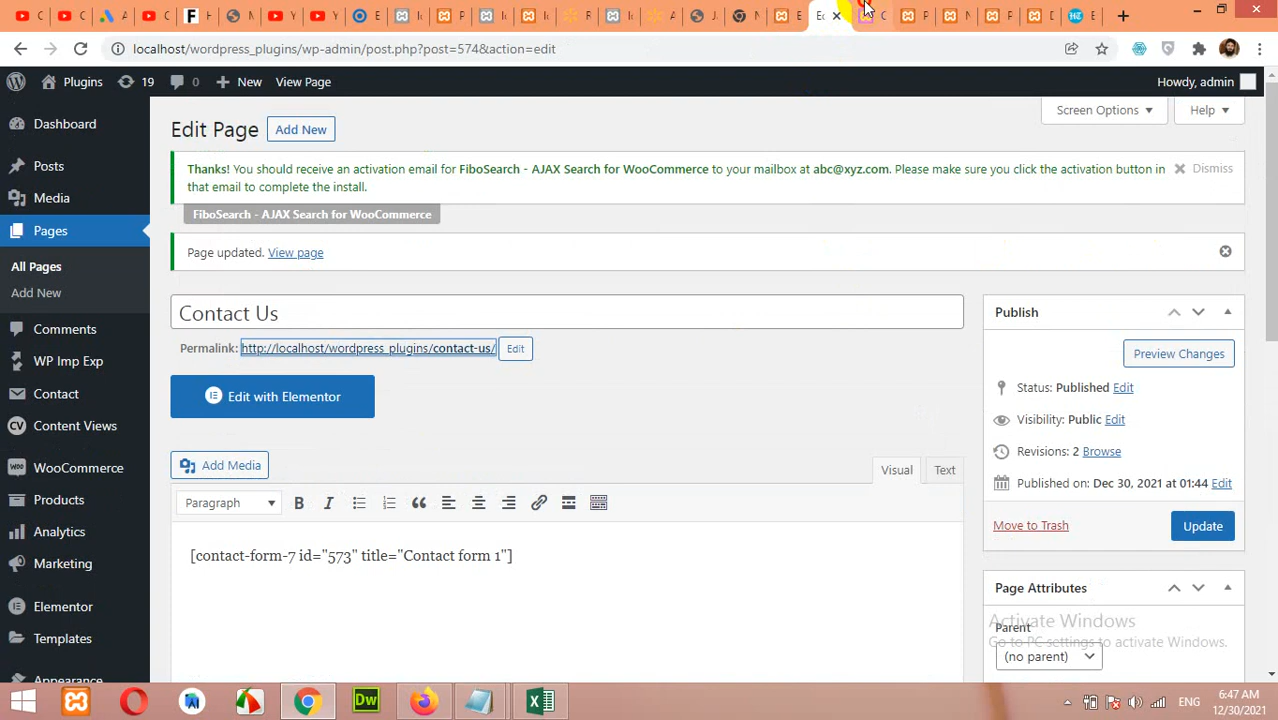 localhost/wordpress_plugins/wp-admin/post.php?post=574&action=edit
Plugins 19 0 New View Page Howdy, admin
Screen Options Help
Edit Page Add New
Thanks! You should receive an activation email for FiboSearch - AJAX Search for WooCommerce to your mailbox at abc@xyz.com. Please make sure you click the activation button in Dismiss
that email to complete the install.
FiboSearch - AJAX Search for WooCommerce
Page updated. View page
Dashboard
Posts
Media
Pages
All Pages
Add New
Comments
WP Imp Exp
Contact
Content Views
WooCommerce
Products
Analytics
Marketing
Elementor
Templates
Appearance
Contact Us
Permalink: http://localhost/wordpress_plugins/contact-us/ Edit
Edit with Elementor
Add Media
Visual Text
Paragraph
[contact-form-7 id="573" title="Contact form 1"]
Publish
Preview Changes
Status: Published Edit
Visibility: Public Edit
Revisions: 2 Browse
Published on: Dec 30, 2021 at 01:44 Edit
Move to Trash Update
Page Attributes
Activate Windows
Go to PC settings to activate Windows.
Parent
(no parent)
ENG
6:47 AM
12/30/2021